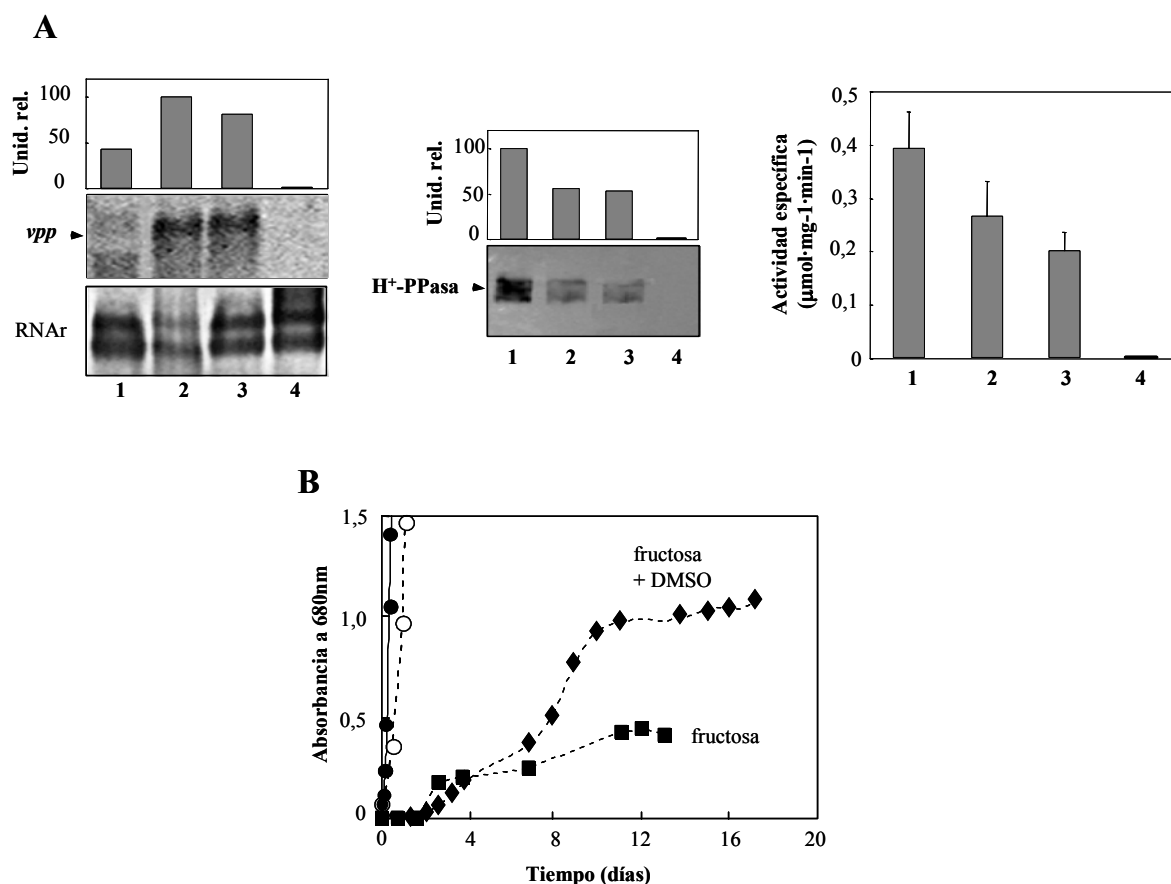 A
Unid. rel.
100
50
0
vpp
RNAr
1 2 3 4
Unid. rel.
100
50
0
H+-PPasa
1 2 3 4
Actividad específica
(μmol·mg-1·min-1)
0,5
0,4
0,3
0,2
0,1
0
1 2 3 4
B
Absorbancia a 680nm
1,5
1,0
0,5
0
fructosa
+ DMSO
fructosa
0 4 8 12 16 20
Tiempo (días)